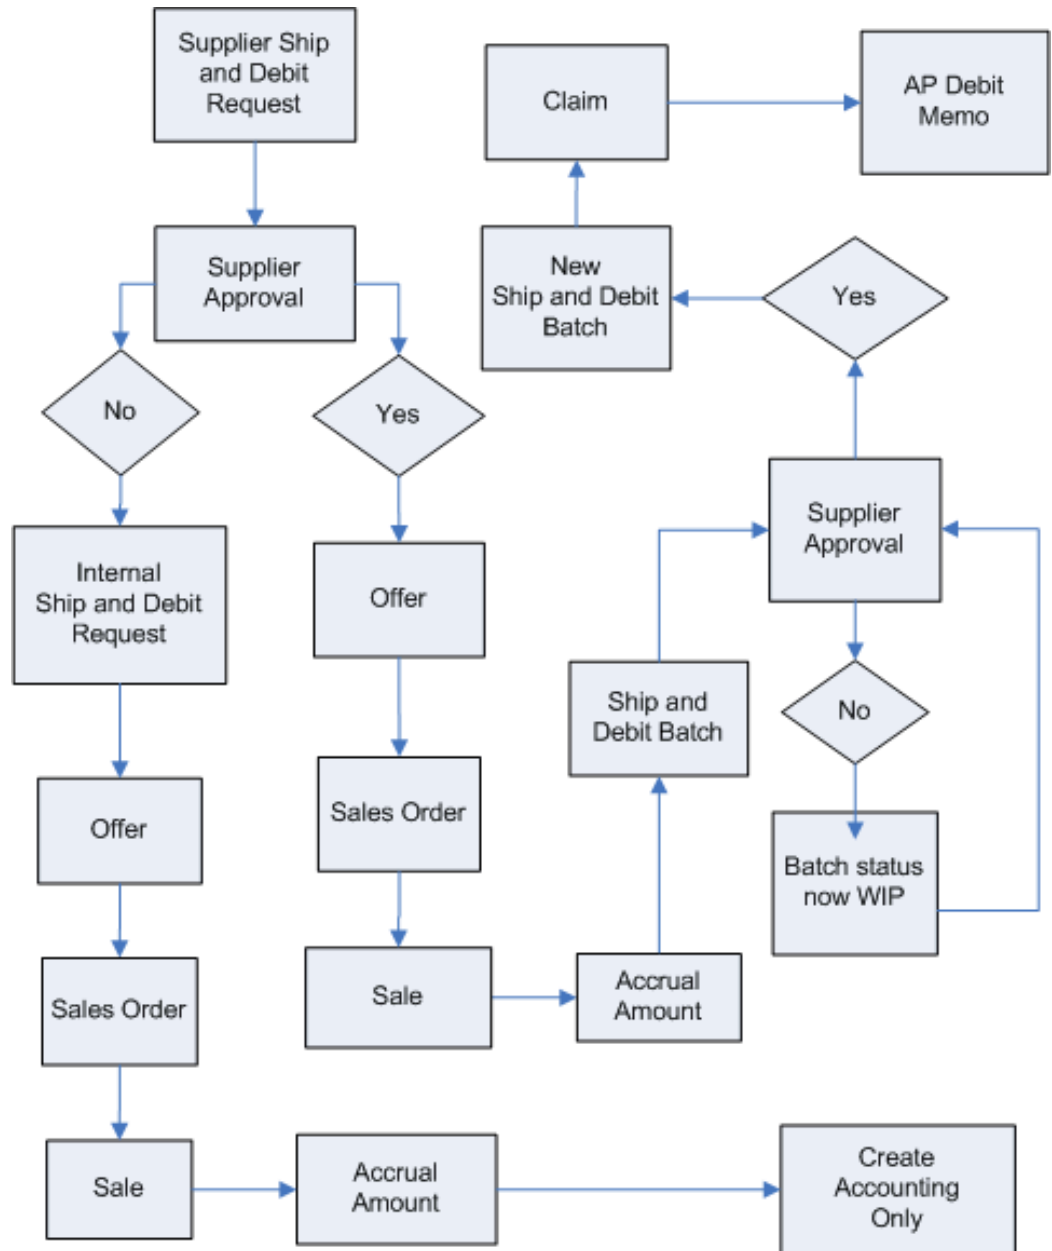 Supplier Ship
and Debit
Request
Claim
AP Debit
Memo
Supplier
Approval
New
Ship and Debit
Batch
Yes
No
Yes
Supplier
Approval
Internal
Ship and Debit
Request
Offer
Ship and
Debit Batch
No
Offer
Sales Order
Batch status
now WIP
Sales Order
Sale
Accrual
Amount
Sale
Accrual
Amount
Create
Accounting
Only